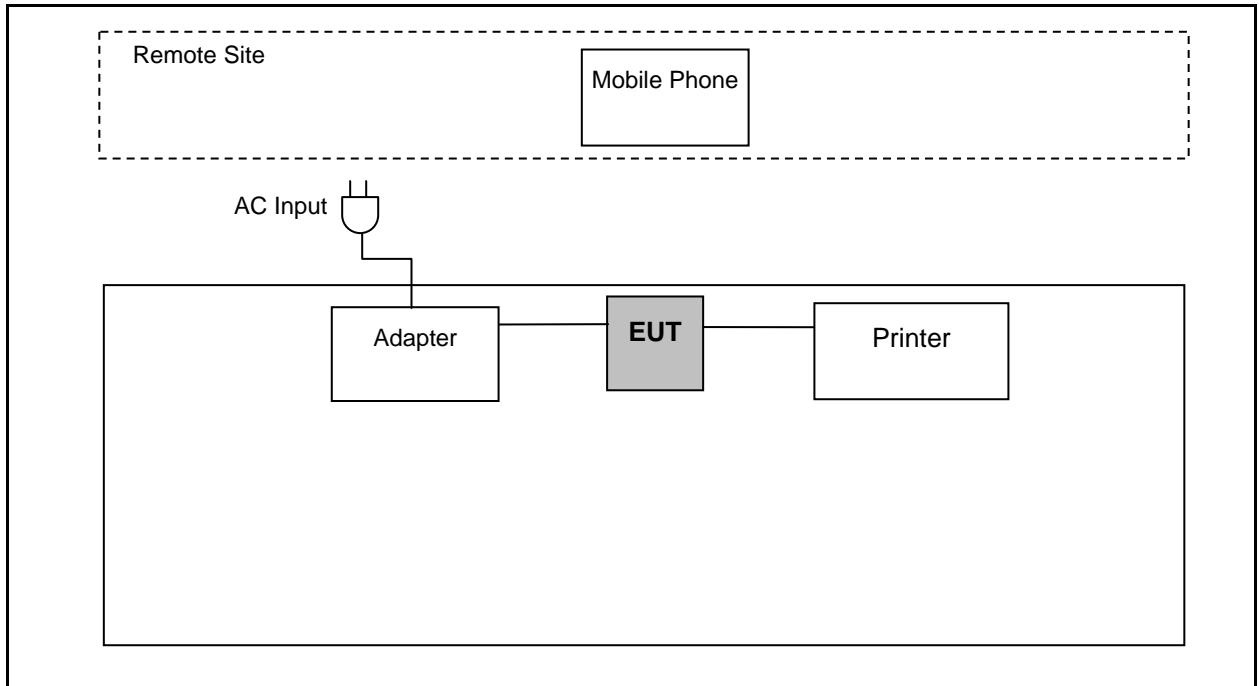 Remote Site
Mobile Phone
AC Input
Adapter
EUT
Printer